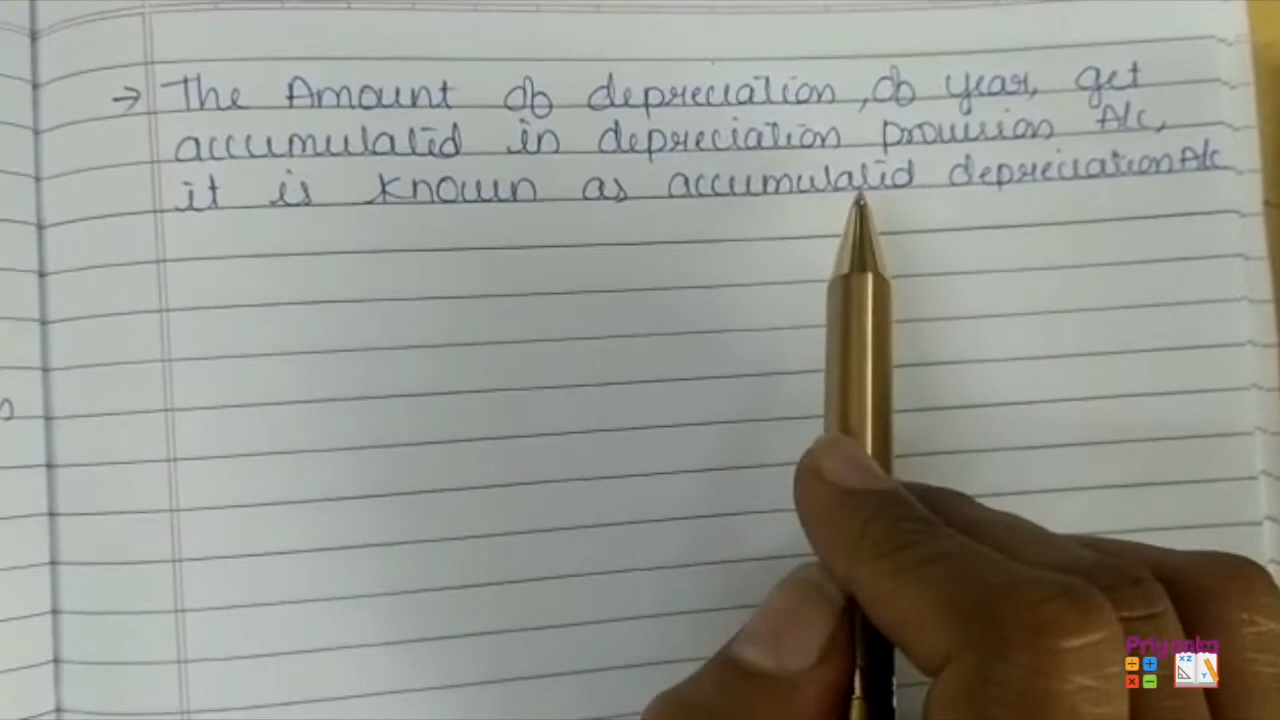 → The Amount of depreciation, of year, get
accumulated in depreciation provision A/c,
it is known as accumulated depreciation A/c
Priyanka